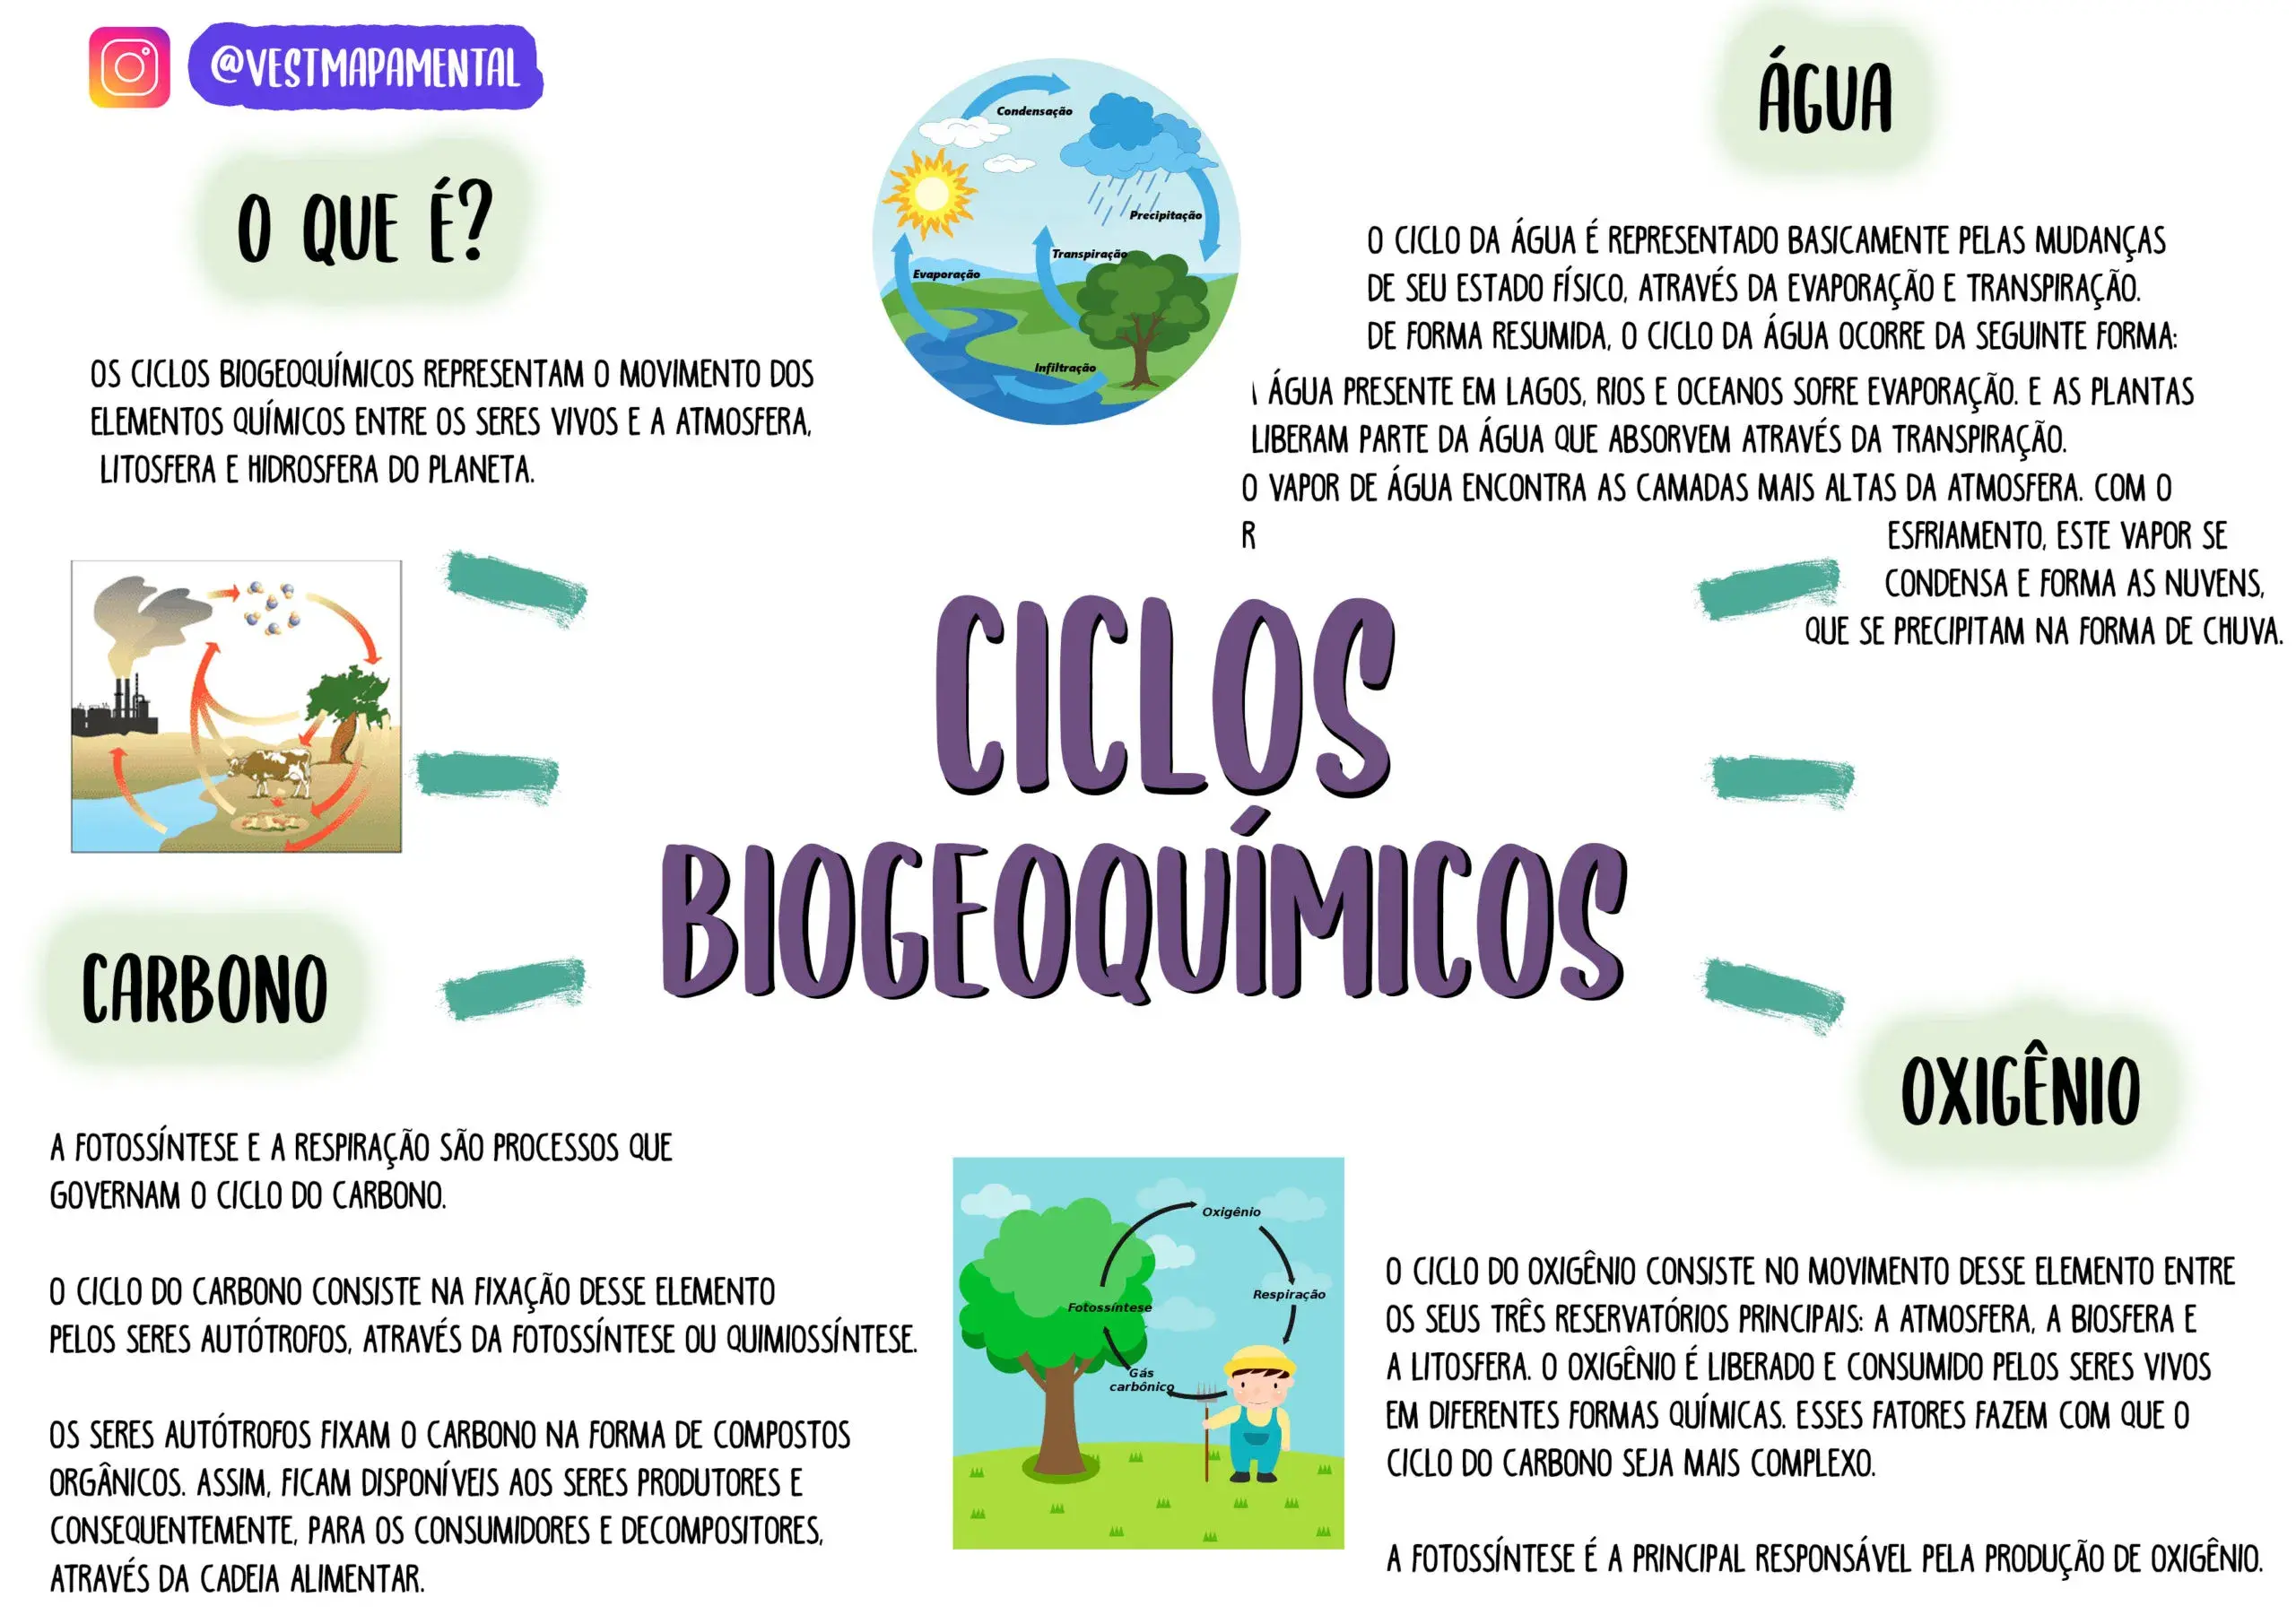 @VESTMAPAMENTAL
O QUE É?
OS CICLOS BIOGEOQUÍMICOS REPRESENTAM O MOVIMENTO DOS
ELEMENTOS QUÍMICOS ENTRE OS SERES VIVOS E A ATMOSFERA,
LITOSFERA E HIDROSFERA DO PLANETA.
Condensação
Precipitação
Transpiração
Evaporação
Infiltração
ÁGUA
O CICLO DA ÁGUA É REPRESENTADO BASICAMENTE PELAS MUDANÇAS
DE SEU ESTADO FÍSICO, ATRAVÉS DA EVAPORAÇÃO E TRANSPIRAÇÃO.
DE FORMA RESUMIDA, O CICLO DA ÁGUA OCORRE DA SEGUINTE FORMA:
ÁGUA PRESENTE EM LAGOS, RIOS E OCEANOS SOFRE EVAPORAÇÃO. E AS PLANTAS
LIBERAM PARTE DA ÁGUA QUE ABSORVEM ATRAVÉS DA TRANSPIRAÇÃO.
O VAPOR DE ÁGUA ENCONTRA AS CAMADAS MAIS ALTAS DA ATMOSFERA. COM O
R
ESFRIAMENTO, ESTE VAPOR SE
CONDENSA E FORMA AS NUVENS,
QUE SE PRECIPITAM NA FORMA DE CHUVA.
CICLOS
BIOGEOQUÍMICOS
CARBONO
A FOTOSSÍNTESE E A RESPIRAÇÃO SÃO PROCESSOS QUE
GOVERNAM O CICLO DO CARBONO.
O CICLO DO CARBONO CONSISTE NA FIXAÇÃO DESSE ELEMENTO
PELOS SERES AUTÓTROFOS, ATRAVÉS DA FOTOSSÍNTESE OU QUIMIOSSÍNTESE.
OS SERES AUTÓTROFOS FIXAM O CARBONO NA FORMA DE COMPOSTOS
ORGÂNICOS. ASSIM, FICAM DISPONÍVEIS AOS SERES PRODUTORES E
CONSEQUENTEMENTE, PARA OS CONSUMIDORES E DECOMPOSITORES,
ATRAVÉS DA CADEIA ALIMENTAR.
Oxigênio
Respiração
Fotossíntese
Gás
carbônico
OXIGÊNIO
O CICLO DO OXIGÊNIO CONSISTE NO MOVIMENTO DESSE ELEMENTO ENTRE
OS SEUS TRÊS RESERVATÓRIOS PRINCIPAIS: A ATMOSFERA, A BIOSFERA E
A LITOSFERA. O OXIGÊNIO É LIBERADO E CONSUMIDO PELOS SERES VIVOS
EM DIFERENTES FORMAS QUÍMICAS. ESSES FATORES FAZEM COM QUE O
CICLO DO CARBONO SEJA MAIS COMPLEXO.
A FOTOSSÍNTESE É A PRINCIPAL RESPONSÁVEL PELA PRODUÇÃO DE OXIGÊNIO.